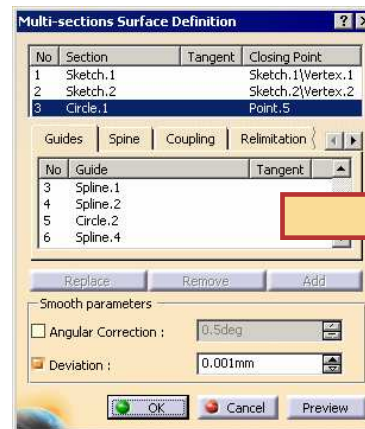 Multi-sections Surface Definition
No Section Tangent Closing Point
1 Sketch.1 Sketch.1\Vertex.1
2 Sketch.2 Sketch.2\Vertex.2
3 Circle.1 Point.5
Guides Spine Coupling Relimitation
No Guide Tangent
3 Spline.1
4 Spline.2
5 Circle.2
6 Spline.4
Replace Remove Add
Smooth parameters
Angular Correction : 0.5deg
Deviation : 0.001mm
OK Cancel Preview